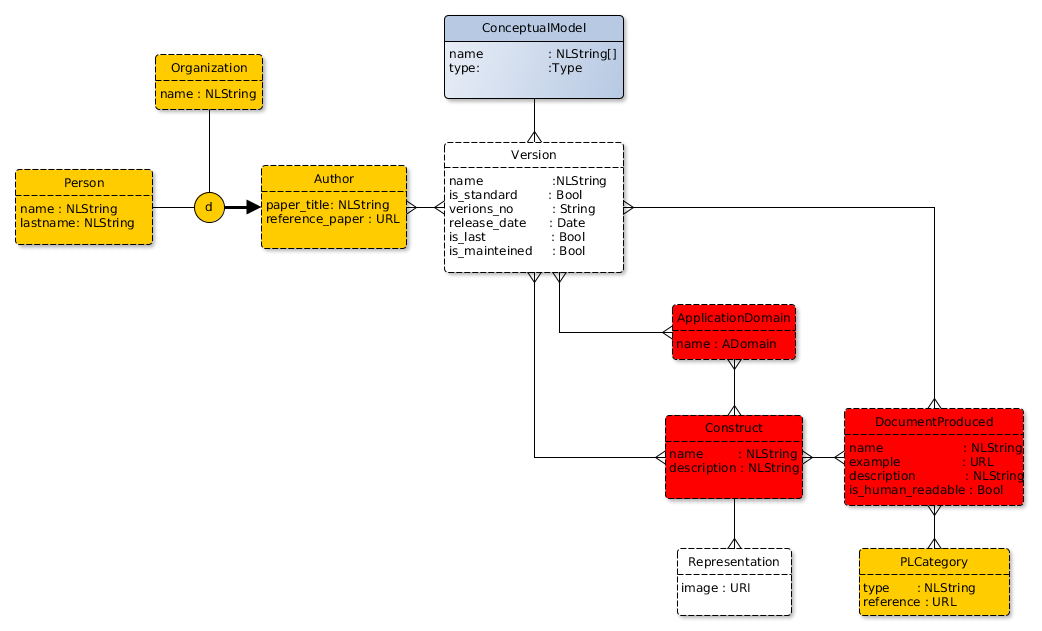 ConceptualModel
name : NLString[]
type: :Type
Organization
name : NLString
Person
name : NLString
lastname: NLString
d
Author
paper_title: NLString
reference_paper : URL
Version
name :NLString
is_standard : Bool
verions_no : String
release_date : Date
is_last : Bool
is_mainteined : Bool
ApplicationDomain
name : ADomain
Construct
name : NLString
description : NLString
DocumentProduced
name : NLString
example : URL
description : NLString
is_human_readable : Bool
Representation
image : URI
PLCategory
type : NLString
reference : URL